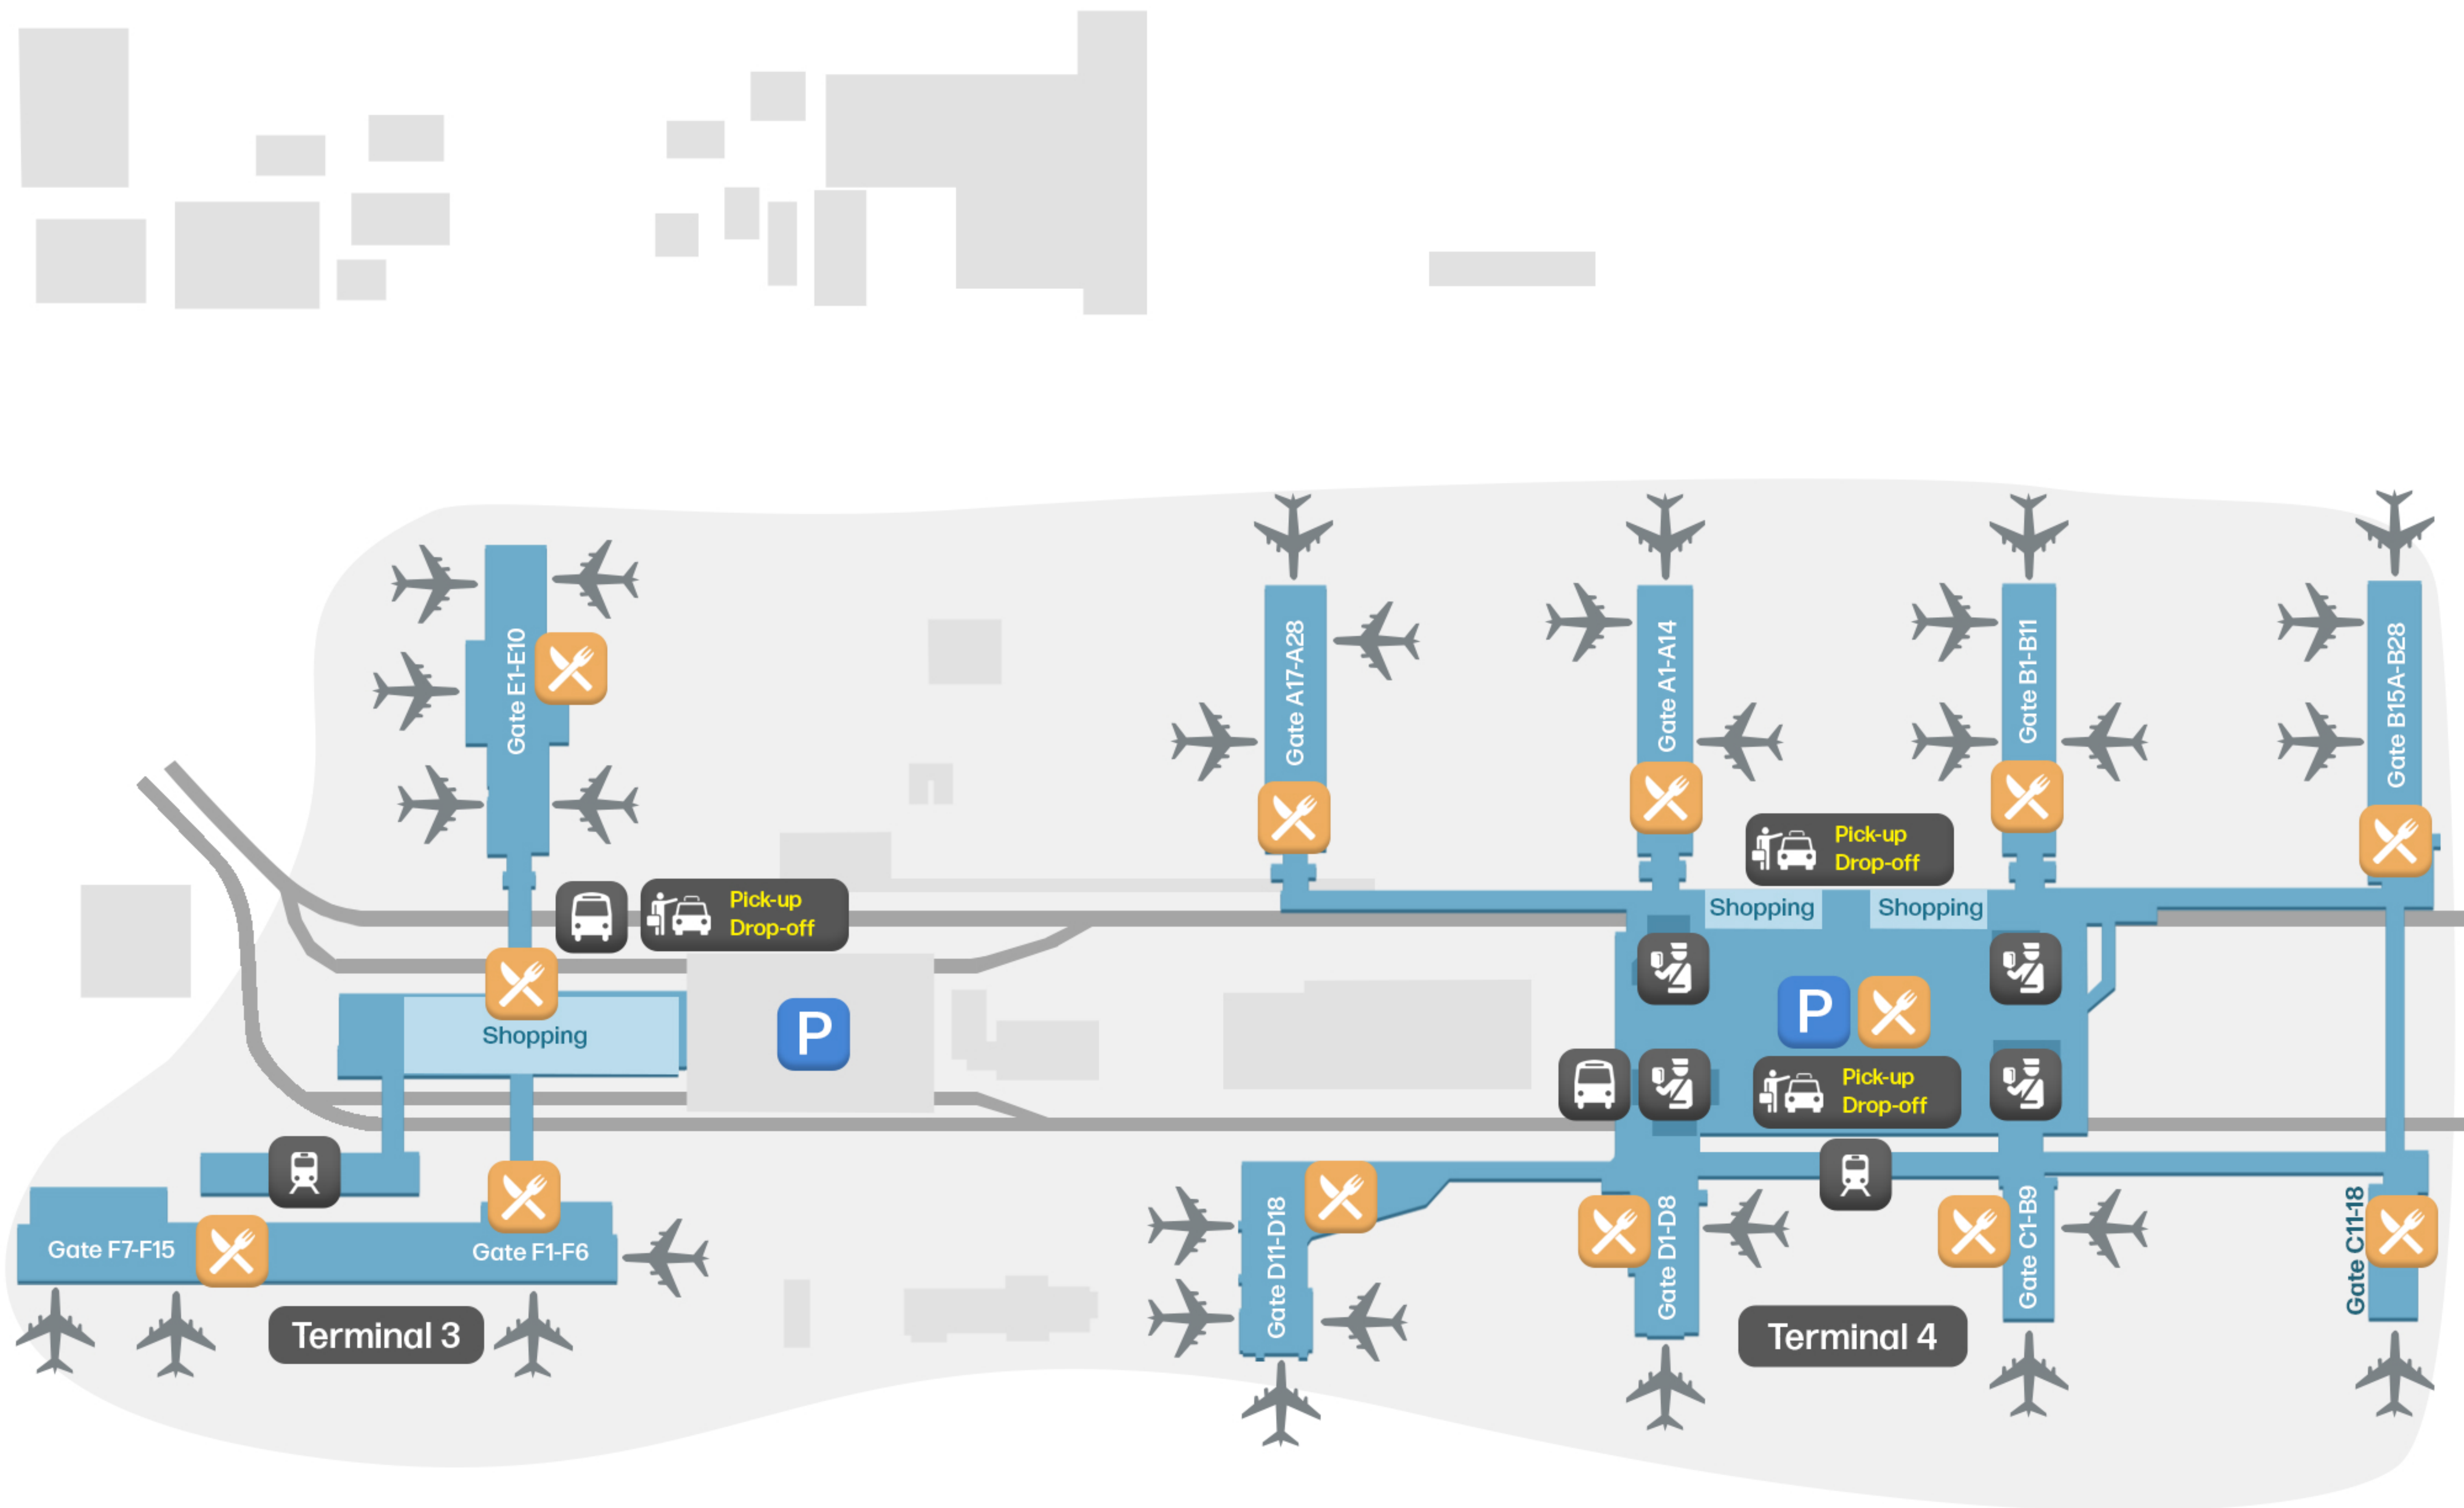 Gate E1-E10
Gate A17-A28
Gate A1-A14
Gate B1-B11
Gate B15A-B28
Pick-up
Drop-off
Pick-up
Drop-off
Shopping
Shopping
Shopping
P
P
Pick-up
Drop-off
Gate F7-F15
Gate F1-F6
Gate D11-D18
Gate D1-D8
Gate C1-B9
Gate C11-18
Terminal 3
Terminal 4